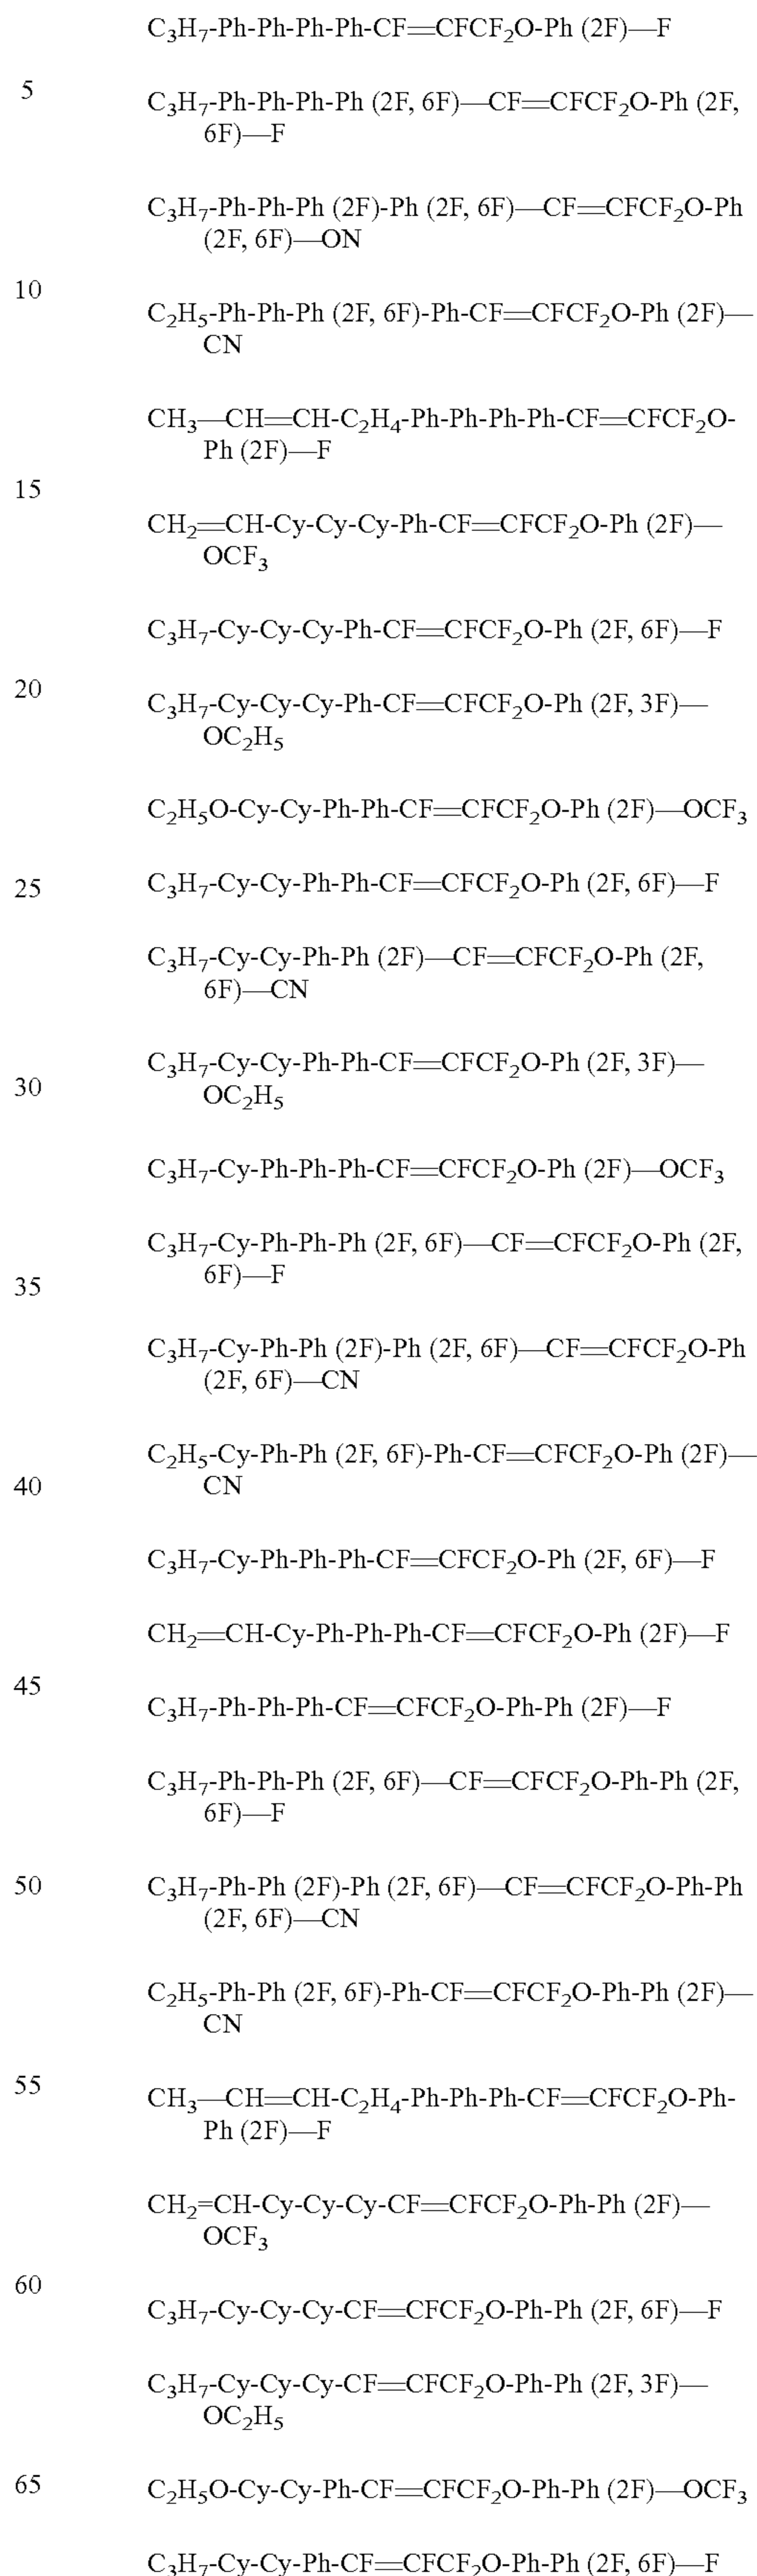 C₃H₇-Ph-Ph-Ph-Ph-CF=CFCF₂O-Ph (2F)—F
5
C₃H₇-Ph-Ph-Ph-Ph (2F, 6F)—CF=CFCF₂O-Ph (2F,
6F)—F
C₃H₇-Ph-Ph-Ph (2F)-Ph (2F, 6F)—CF=CFCF₂O-Ph
(2F, 6F)—ON
10
C₂H₅-Ph-Ph-Ph (2F, 6F)-Ph-CF=CFCF₂O-Ph (2F)—
CN
CH₃—CH=CH-C₂H₄-Ph-Ph-Ph-Ph-CF=CFCF₂O-
Ph (2F)—F
15
CH₂=CH-Cy-Cy-Cy-Ph-CF=CFCF₂O-Ph (2F)—
OCF₃
C₃H₇-Cy-Cy-Cy-Ph-CF=CFCF₂O-Ph (2F, 6F)—F
20
C₃H₇-Cy-Cy-Cy-Ph-CF=CFCF₂O-Ph (2F, 3F)—
OC₂H₅
C₂H₅O-Cy-Cy-Ph-Ph-CF=CFCF₂O-Ph (2F)—OCF₃
25
C₃H₇-Cy-Cy-Ph-Ph-CF=CFCF₂O-Ph (2F, 6F)—F
C₃H₇-Cy-Cy-Ph-Ph (2F)—CF=CFCF₂O-Ph (2F,
6F)—CN
C₃H₇-Cy-Cy-Ph-Ph-CF=CFCF₂O-Ph (2F, 3F)—
30
OC₂H₅
C₃H₇-Cy-Ph-Ph-Ph-CF=CFCF₂O-Ph (2F)—OCF₃
C₃H₇-Cy-Ph-Ph-Ph (2F, 6F)—CF=CFCF₂O-Ph (2F,
6F)—F
35
C₃H₇-Cy-Ph-Ph (2F)-Ph (2F, 6F)—CF=CFCF₂O-Ph
(2F, 6F)—CN
C₂H₅-Cy-Ph-Ph (2F, 6F)-Ph-CF=CFCF₂O-Ph (2F)—
40
CN
C₃H₇-Cy-Ph-Ph-Ph-CF=CFCF₂O-Ph (2F, 6F)—F
CH₂=CH-Cy-Ph-Ph-Ph-CF=CFCF₂O-Ph (2F)—F
45
C₃H₇-Ph-Ph-Ph-CF=CFCF₂O-Ph-Ph (2F)—F
C₃H₇-Ph-Ph-Ph (2F, 6F)—CF=CFCF₂O-Ph-Ph (2F,
6F)—F
50
C₃H₇-Ph-Ph (2F)-Ph (2F, 6F)—CF=CFCF₂O-Ph-Ph
(2F, 6F)—CN
C₂H₅-Ph-Ph (2F, 6F)-Ph-CF=CFCF₂O-Ph-Ph (2F)—
CN
55
CH₃—CH=CH-C₂H₄-Ph-Ph-Ph-CF=CFCF₂O-Ph-
Ph (2F)—F
CH₂=CH-Cy-Cy-Cy-CF=CFCF₂O-Ph-Ph (2F)—
OCF₃
60
C₃H₇-Cy-Cy-Cy-CF=CFCF₂O-Ph-Ph (2F, 6F)—F
C₃H₇-Cy-Cy-Cy-CF=CFCF₂O-Ph-Ph (2F, 3F)—
OC₂H₅
65
C₂H₅O-Cy-Cy-Ph-CF=CFCF₂O-Ph-Ph (2F)—OCF₃
C₃H₇-Cy-Cy-Ph-CF=CFCF₂O-Ph-Ph (2F, 6F)—F